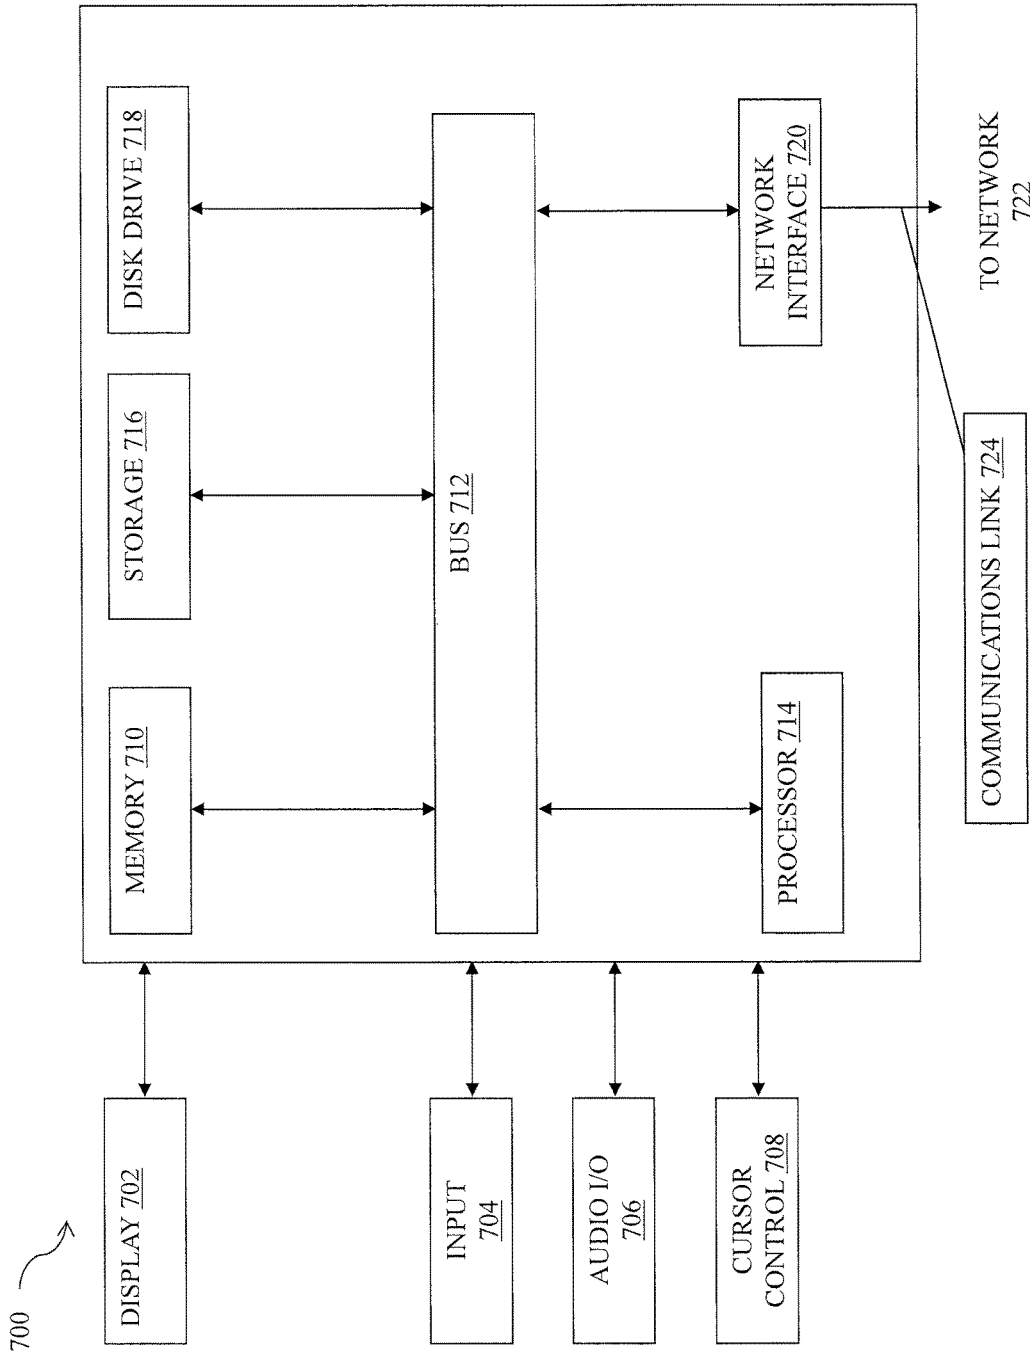 700
DISPLAY 702
INPUT
704
AUDIO I/O
706
CURSOR
CONTROL 708
MEMORY 710
STORAGE 716
DISK DRIVE 718
BUS 712
PROCESSOR 714
NETWORK
INTERFACE 720
COMMUNICATIONS LINK 724
TO NETWORK
722